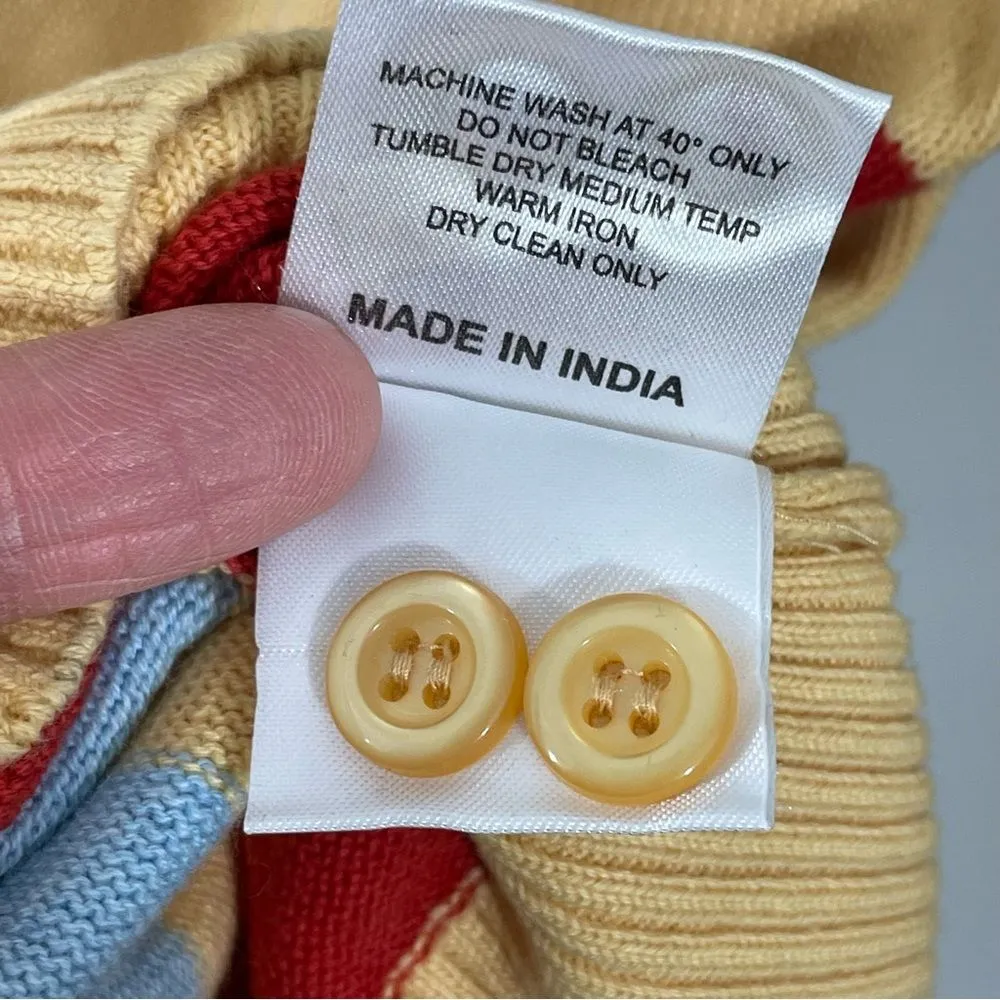 MACHINE WASH AT 40° ONLY
DO NOT BLEACH
TUMBLE DRY MEDIUM TEMP
WARM IRON
DRY CLEAN ONLY
MADE IN INDIA